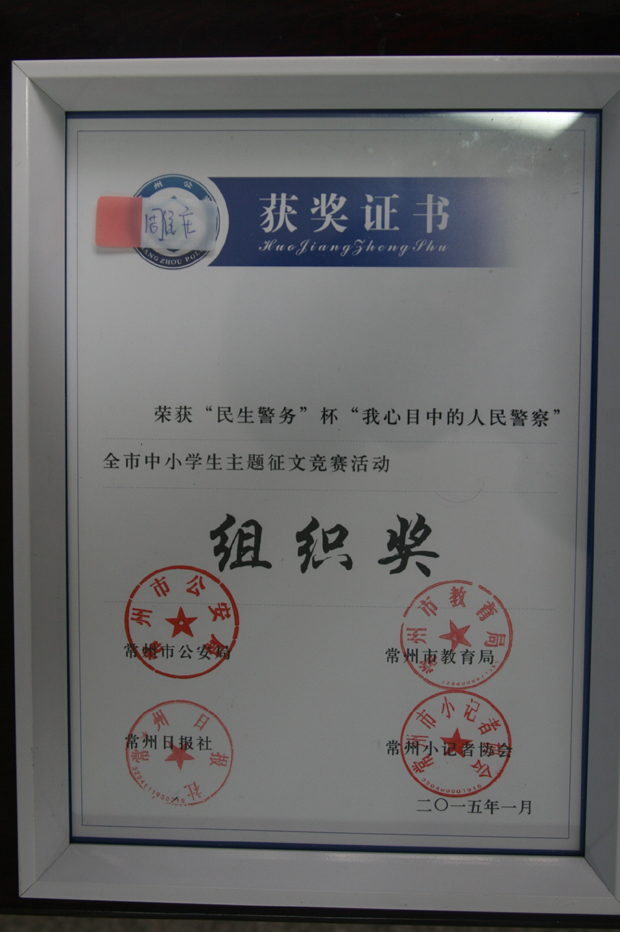 获奖证书
HuoJiangZhengShu
荣获“民生警务”杯“我心目中的人民警察”
全市中小学生主题征文竞赛活动
组织奖
常州市公安局
常州市教育局
常州日报社
常州小记者协会
二〇一五年一月